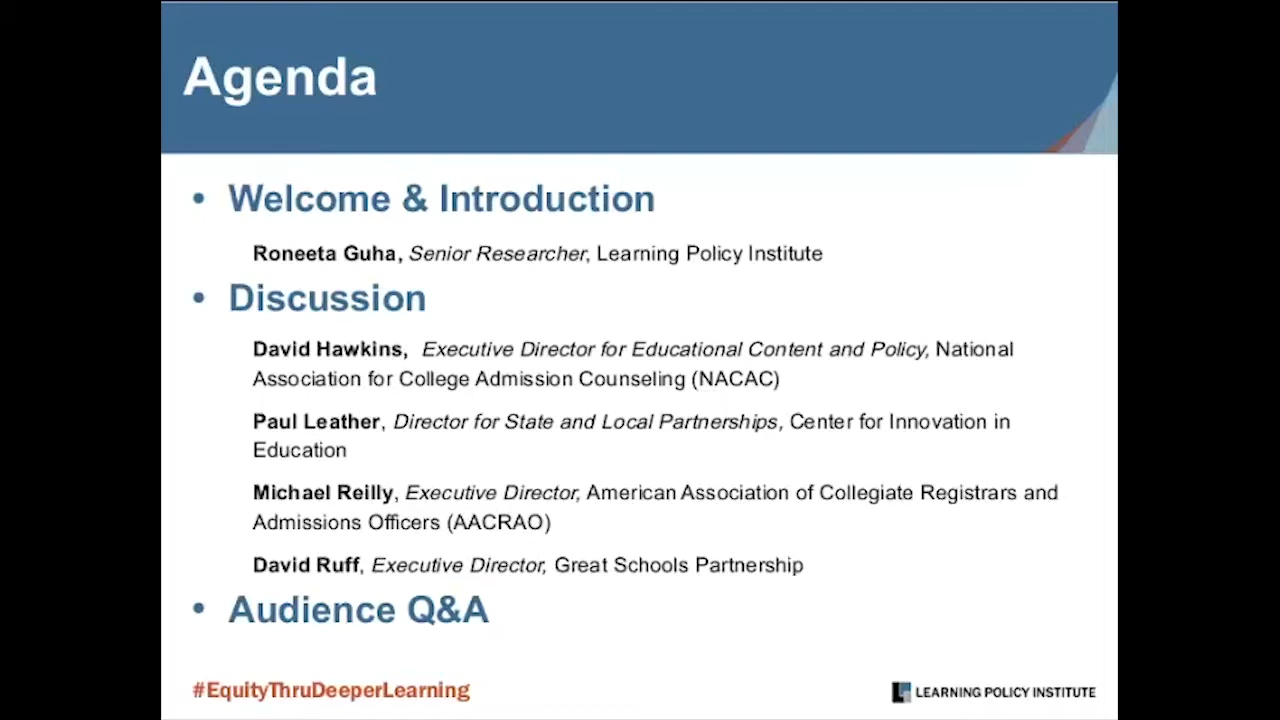 Agenda
• Welcome & Introduction
Roneeta Guha, Senior Researcher, Learning Policy Institute
• Discussion
David Hawkins, Executive Director for Educational Content and Policy, National
Association for College Admission Counseling (NACAC)
Paul Leather, Director for State and Local Partnerships, Center for Innovation in
Education
Michael Reilly, Executive Director, American Association of Collegiate Registrars and
Admissions Officers (AACRAO)
David Ruff, Executive Director, Great Schools Partnership
• Audience Q&A
#EquityThruDeeperLearning
LEARNING POLICY INSTITUTE